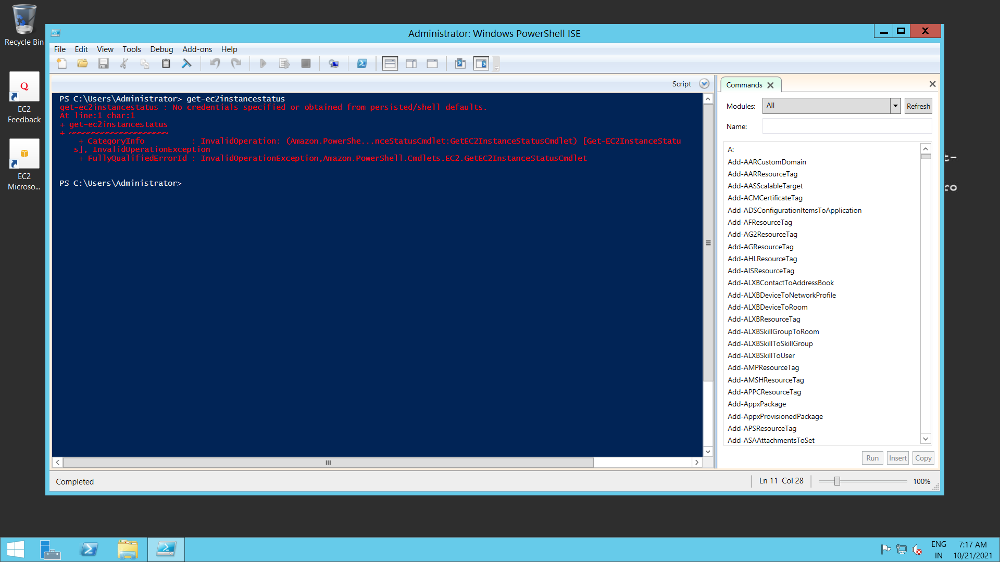 Recycle Bin
Q
EC2
Feedback
EC2
Microso...
Administrator: Windows PowerShell ISE
File Edit View Tools Debug Add-ons Help
Script
PS C:\Users\Administrator> get-ec2instancestatus
get-ec2instancestatus : No credentials specified or obtained from persisted/shell defaults.
At line:1 char:1
+ get-ec2instancestatus
+ ~~~~~~~~~~~~~~~~~~~~~
+ CategoryInfo : InvalidOperation: (Amazon.PowerShe...nceStatusCmdlet:GetEC2InstanceStatusCmdlet) [Get-EC2InstanceStatu
s], InvalidOperationException
+ FullyQualifiedErrorId : InvalidOperationException,Amazon.PowerShell.Cmdlets.EC2.GetEC2InstanceStatusCmdlet
PS C:\Users\Administrator>
Commands
Modules: All Refresh
Name:
A:
Add-AARCustomDomain
Add-AARResourceTag
Add-AASScalableTarget
Add-ACMCertificateTag
Add-ADSConfigurationItemsToApplication
Add-AFResourceTag
Add-AG2ResourceTag
Add-AGResourceTag
Add-AHLResourceTag
Add-AISResourceTag
Add-ALXBContactToAddressBook
Add-ALXBDeviceToNetworkProfile
Add-ALXBDeviceToRoom
Add-ALXBResourceTag
Add-ALXBSkillGroupToRoom
Add-ALXBSkillToSkillGroup
Add-ALXBSkillToUser
Add-AMPResourceTag
Add-AMSHResourceTag
Add-APPCResourceTag
Add-AppxPackage
Add-AppxProvisionedPackage
Add-APSResourceTag
Add-ASAAttachmentsToSet
Run Insert Copy
t-
ro
Completed
Ln 11 Col 28
100%
ENG
IN
7:17 AM
10/21/2021